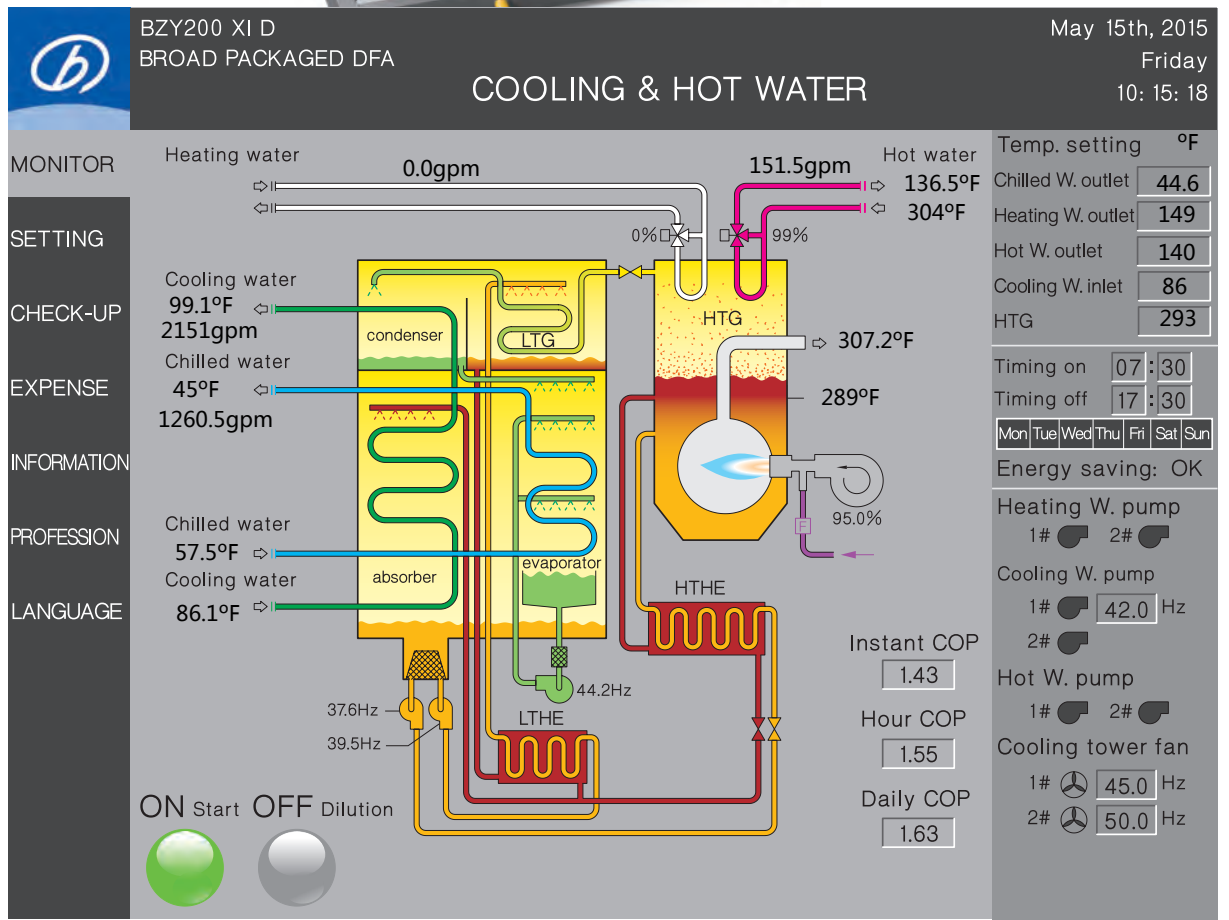 BZY200 XI D
BROAD PACKAGED DFA
COOLING & HOT WATER
May 15th, 2015
Friday
10: 15: 18
MONITOR
SETTING
CHECK-UP
EXPENSE
INFORMATION
PROFESSION
LANGUAGE
Heating water
0.0gpm
151.5gpm
Hot water
136.5ºF
304ºF
0%
99%
Cooling water
99.1ºF
2151gpm
Chilled water
45ºF
1260.5gpm
condenser
LTG
HTG
307.2ºF
289ºF
95.0%
F
Chilled water
57.5ºF
Cooling water
86.1ºF
absorber
evaporator
HTHE
44.2Hz
37.6Hz
39.5Hz
LTHE
Instant COP
1.43
Hour COP
1.55
Daily COP
1.63
ON Start OFF Dilution
Temp. setting ºF
Chilled W. outlet 44.6
Heating W. outlet 149
Hot W. outlet 140
Cooling W. inlet 86
HTG 293
Timing on 07 : 30
Timing off 17 : 30
Mon Tue Wed Thu Fri Sat Sun
Energy saving: OK
Heating W. pump
1# 2#
Cooling W. pump
1# 42.0 Hz
2#
Hot W. pump
1# 2#
Cooling tower fan
1# 45.0 Hz
2# 50.0 Hz